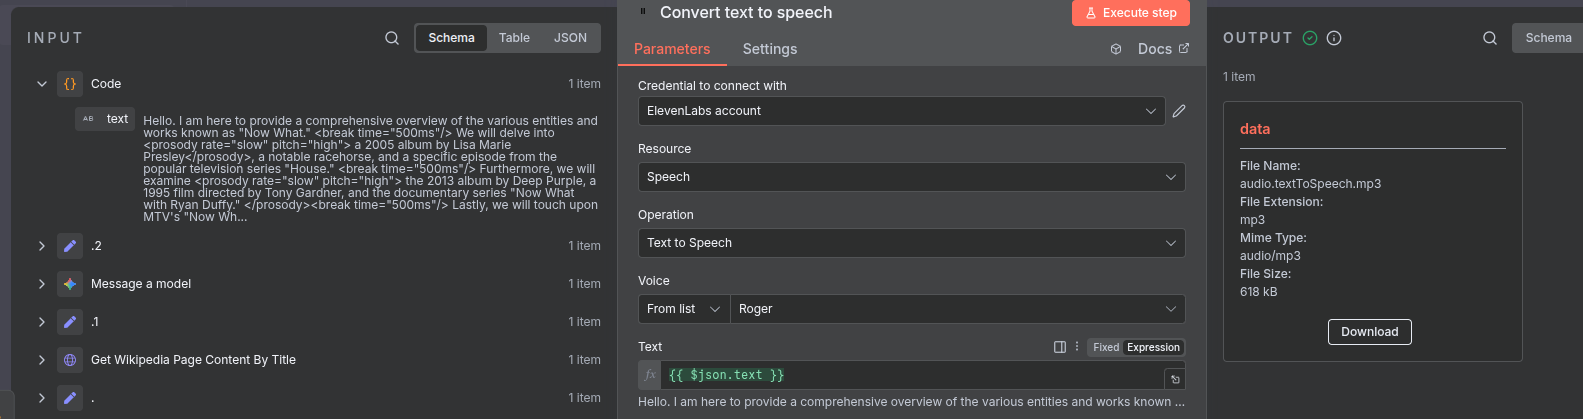 INPUT
Schema
Table
JSON
Code
1 item
AB text
Hello. I am here to provide a comprehensive overview of the various entities and
works known as "Now What." <break time="500ms"/> We will delve into
<prosody rate="slow" pitch="high"> a 2005 album by Lisa Marie
Presley</prosody>, a notable racehorse, and a specific episode from the
popular television series "House." <break time="500ms"/> Furthermore, we will
examine <prosody rate="slow" pitch="high"> the 2013 album by Deep Purple, a
1995 film directed by Tony Gardner, and the documentary series "Now What
with Ryan Duffy." </prosody><break time="500ms"/> Lastly, we will touch upon
MTV's "Now Wh...
.2
1 item
Message a model
1 item
.1
1 item
Get Wikipedia Page Content By Title
1 item
.
1 item
Convert text to speech
Execute step
Parameters
Settings
Docs
Credential to connect with
ElevenLabs account
Resource
Speech
Operation
Text to Speech
Voice
From list
Roger
Text
Fixed
Expression
fx {{ $json.text }}
Hello. I am here to provide a comprehensive overview of the various entities and works known ...
OUTPUT
Schema
1 item
data
File Name:
audio.textToSpeech.mp3
File Extension:
mp3
Mime Type:
audio/mp3
File Size:
618 kB
Download